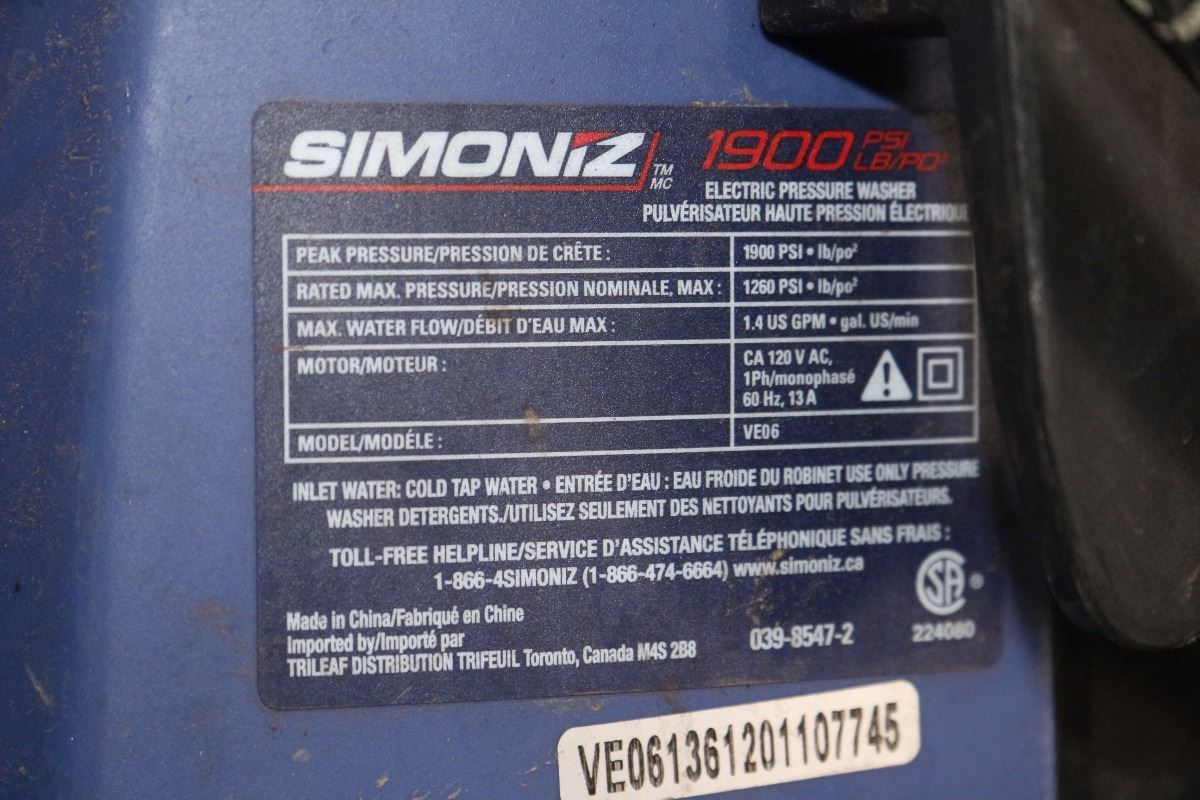 SIMONIZ TM MC 1900 PSI LB/PO²
ELECTRIC PRESSURE WASHER
PULVÉRISATEUR HAUTE PRESSION ÉLECTRIQUE
PEAK PRESSURE/PRESSION DE CRÊTE : 1900 PSI • lb/po²
RATED MAX. PRESSURE/PRESSION NOMINALE, MAX : 1260 PSI • lb/po²
MAX. WATER FLOW/DÉBIT D'EAU MAX : 1.4 US GPM • gal. US/min
MOTOR/MOTEUR : CA 120 V AC,
1Ph/monophasé
60 Hz, 13 A
MODEL/MODÉLE : VE06
INLET WATER: COLD TAP WATER • ENTRÉE D'EAU : EAU FROIDE DU ROBINET USE ONLY PRESSURE
WASHER DETERGENTS./UTILISEZ SEULEMENT DES NETTOYANTS POUR PULVÉRISATEURS.
TOLL-FREE HELPLINE/SERVICE D'ASSISTANCE TÉLÉPHONIQUE SANS FRAIS :
1-866-4SIMONIZ (1-866-474-6664) www.simoniz.ca
Made in China/Fabriqué en Chine
Imported by/Importé par
TRILEAF DISTRIBUTION TRIFEUIL Toronto, Canada M4S 2B8
039-8547-2
SA ®
224080
VE061361201107745